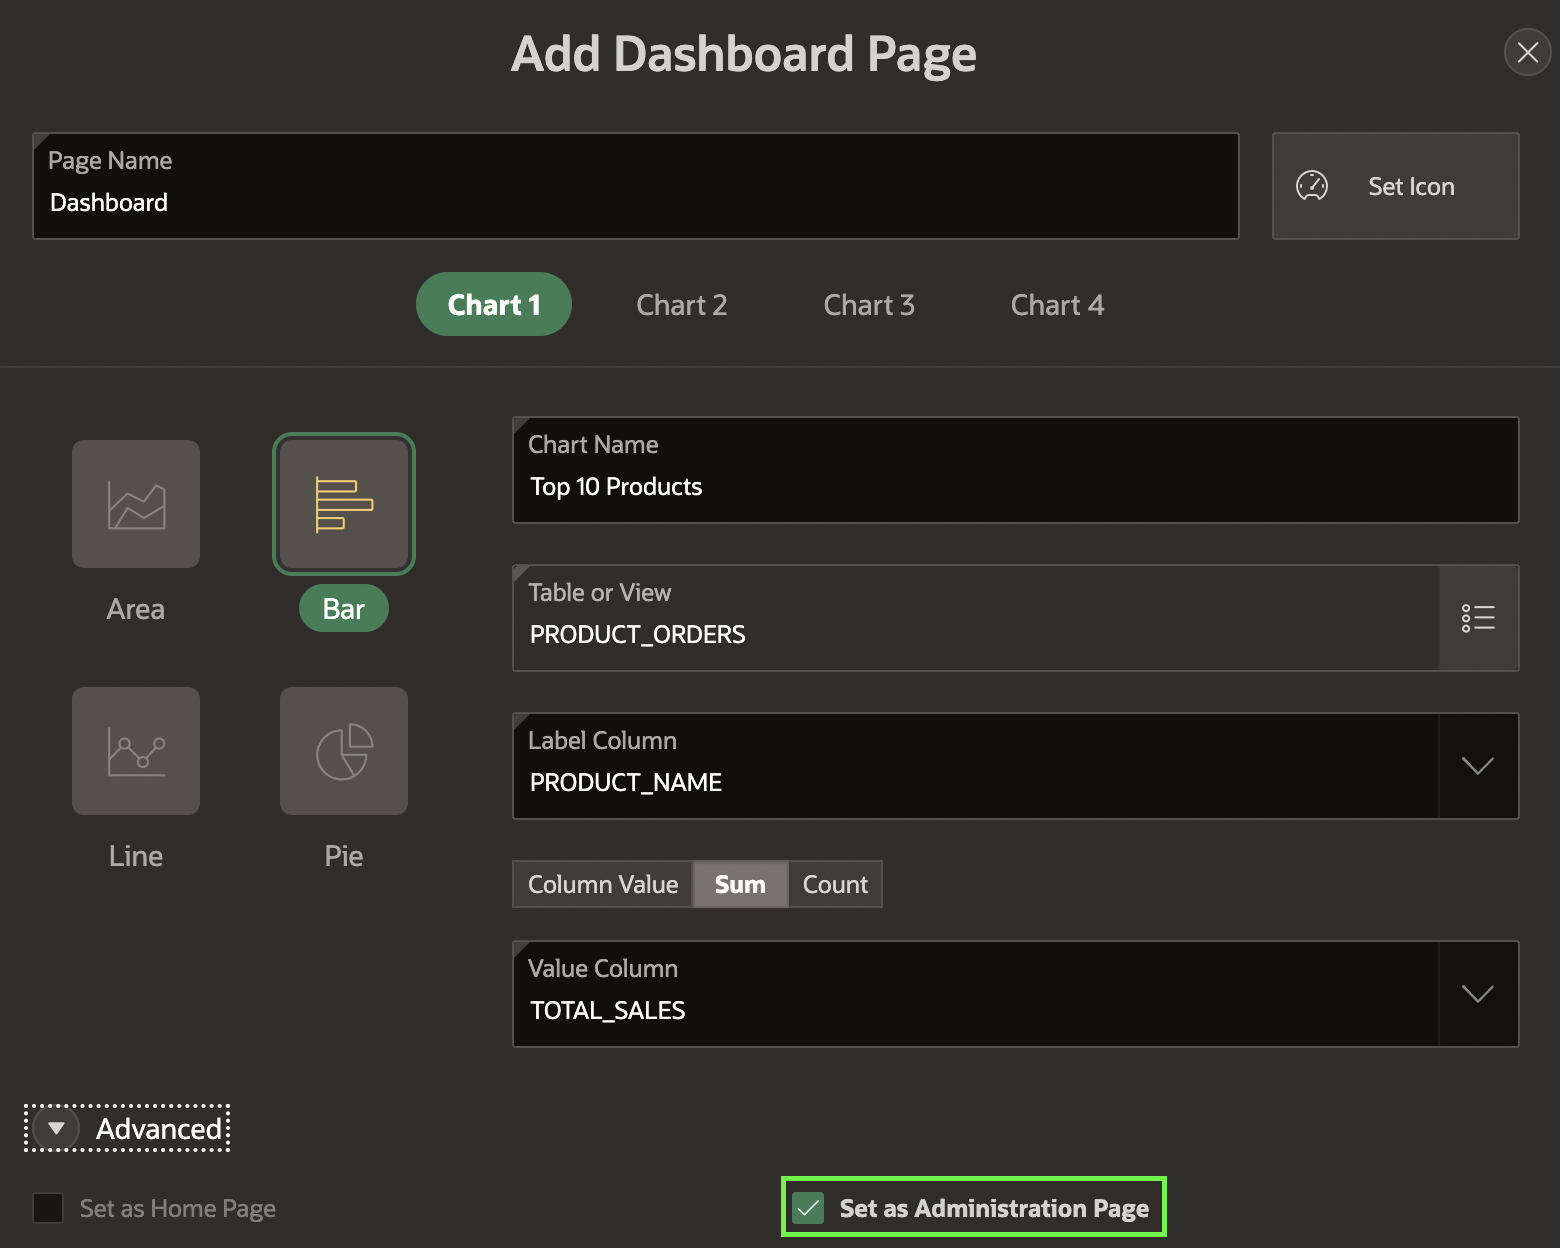 Add Dashboard Page
Page Name
Dashboard
Set Icon
Chart 1 Chart 2 Chart 3 Chart 4
Area
Bar
Line
Pie
Chart Name
Top 10 Products
Table or View
PRODUCT_ORDERS
Label Column
PRODUCT_NAME
Column Value Sum Count
Value Column
TOTAL_SALES
Advanced
Set as Home Page
Set as Administration Page